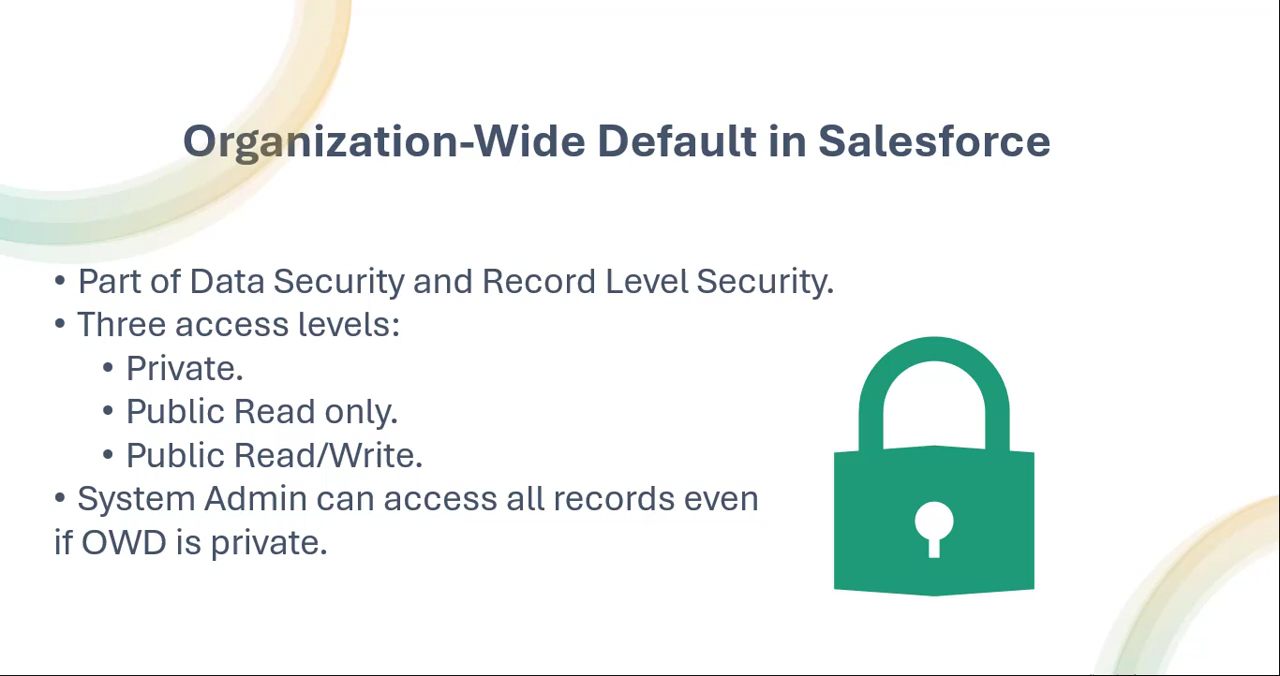 Organization-Wide Default in Salesforce
• Part of Data Security and Record Level Security.
• Three access levels:
• Private.
• Public Read only.
• Public Read/Write.
• System Admin can access all records even
if OWD is private.